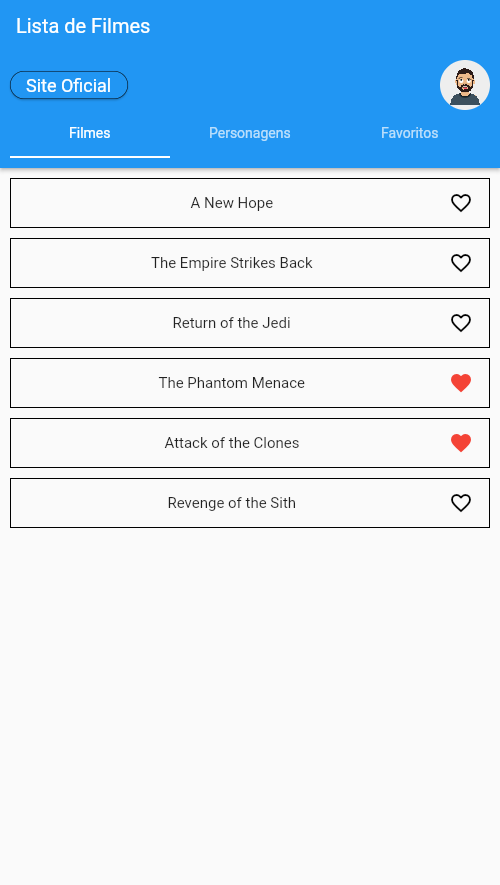 Lista de Filmes
Site Oficial
Filmes Personagens Favoritos
A New Hope
The Empire Strikes Back
Return of the Jedi
The Phantom Menace
Attack of the Clones
Revenge of the Sith